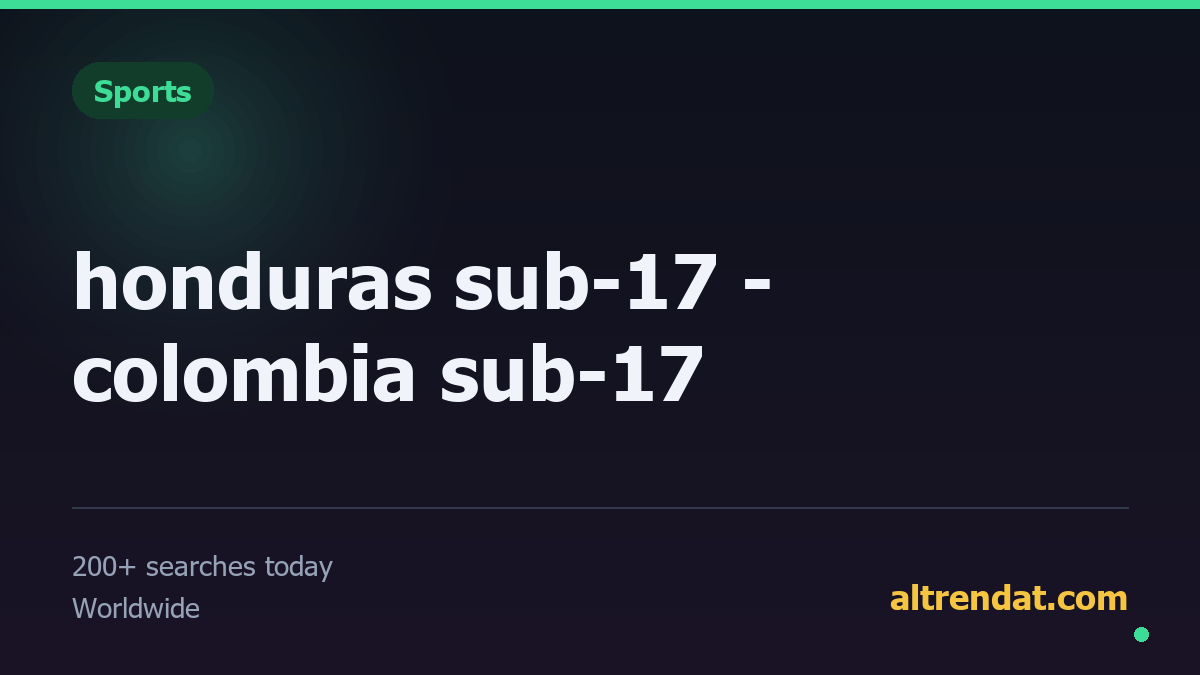 Sports
honduras sub-17 -
colombia sub-17
200+ searches today
Worldwide
altrendat.com